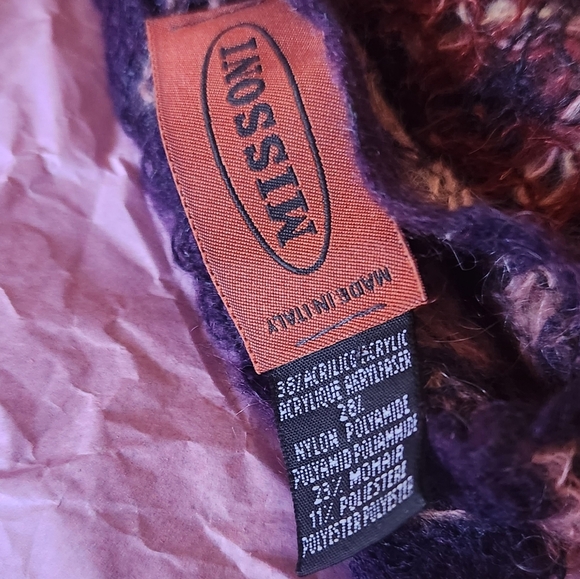 MISSONI
MADE IN ITALY
38% ACRILICO/ACRYLIC
ACRYLIQUE ACRYLFASER
28%
NYLON POLYAMIDE
POLYAMID POLIAMMIDE
23% MOHAIR
11% POLIESTERE
POLYESTER POLYESTER